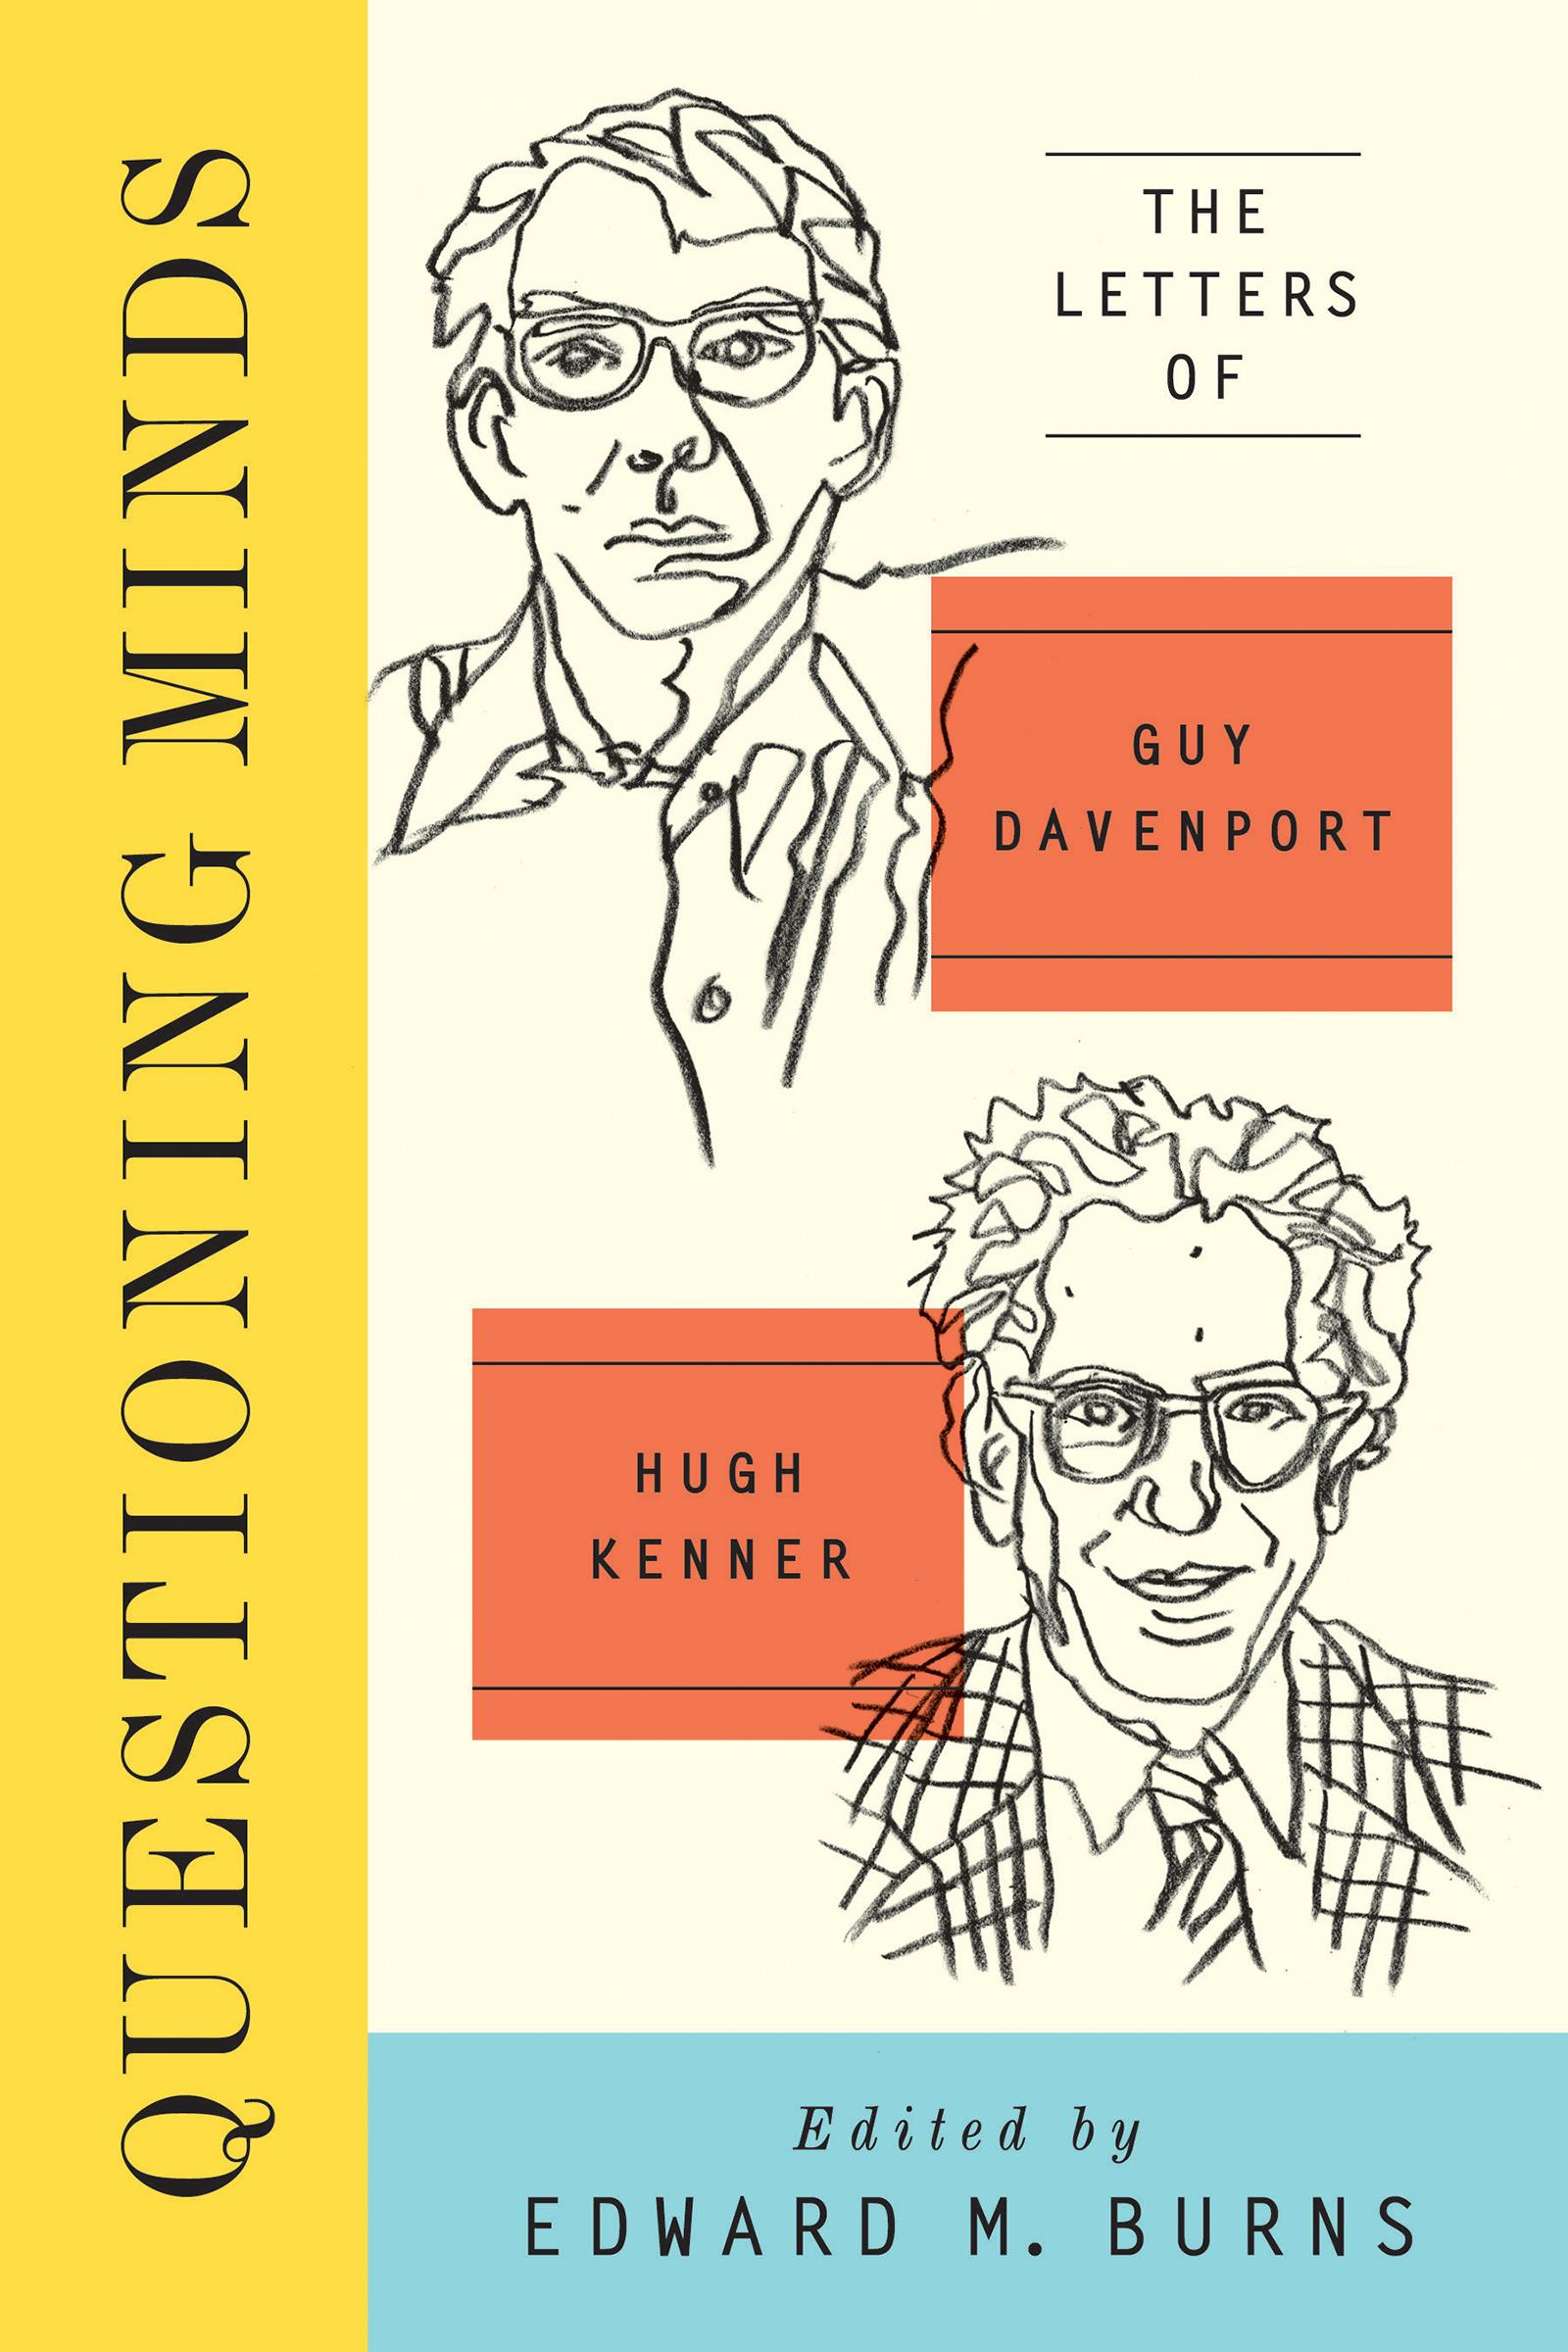 QUESTIONING MINDS
THE
LETTERS
OF
GUY
DAVENPORT
HUGH
KENNER
Edited by
EDWARD M. BURNS